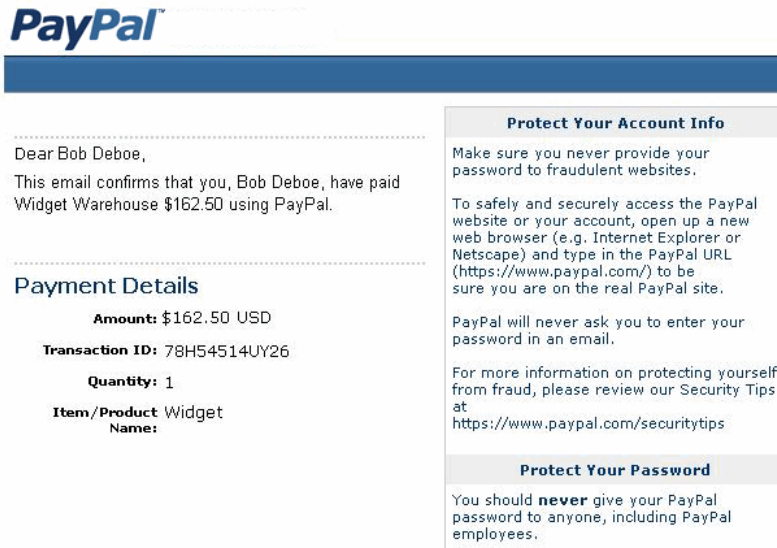 PayPal™
Dear Bob Deboe,
This email confirms that you, Bob Deboe, have paid
Widget Warehouse $162.50 using PayPal.
Payment Details
Amount: $162.50 USD
Transaction ID: 78H54514UY26
Quantity: 1
Item/Product Widget
Name:
Protect Your Account Info
Make sure you never provide your
password to fraudulent websites.
To safely and securely access the PayPal
website or your account, open up a new
web browser (e.g. Internet Explorer or
Netscape) and type in the PayPal URL
(https://www.paypal.com/) to be
sure you are on the real PayPal site.
PayPal will never ask you to enter your
password in an email.
For more information on protecting yourself
from fraud, please review our Security Tips
at
https://www.paypal.com/securitytips
Protect Your Password
You should never give your PayPal
password to anyone, including PayPal
employees.